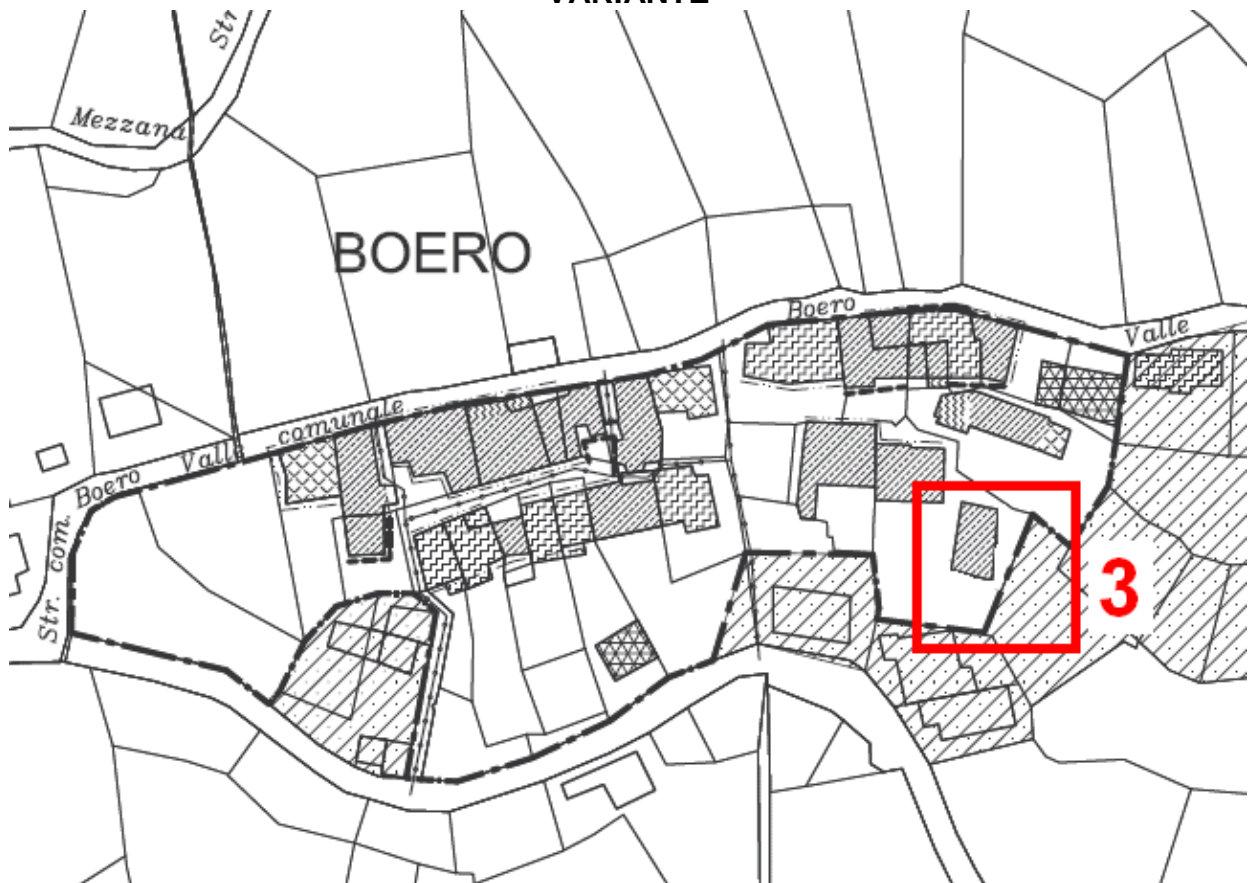 VARIANTE
Str
Mezzana
BOERO
Boero
Valle
comunale
Boero Valle
Str. com.
3